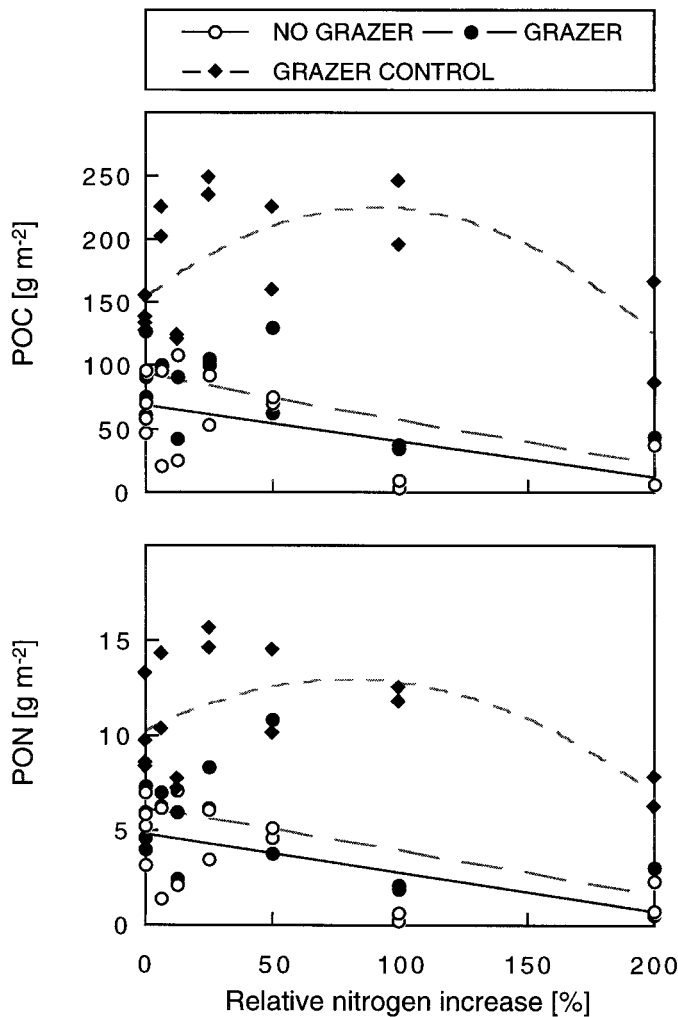 NO GRAZER GRAZER
GRAZER CONTROL
POC [g m-2]
250
200
150
100
50
0
PON [g m-2]
15
10
5
0
0 50 100 150 200
Relative nitrogen increase [%]